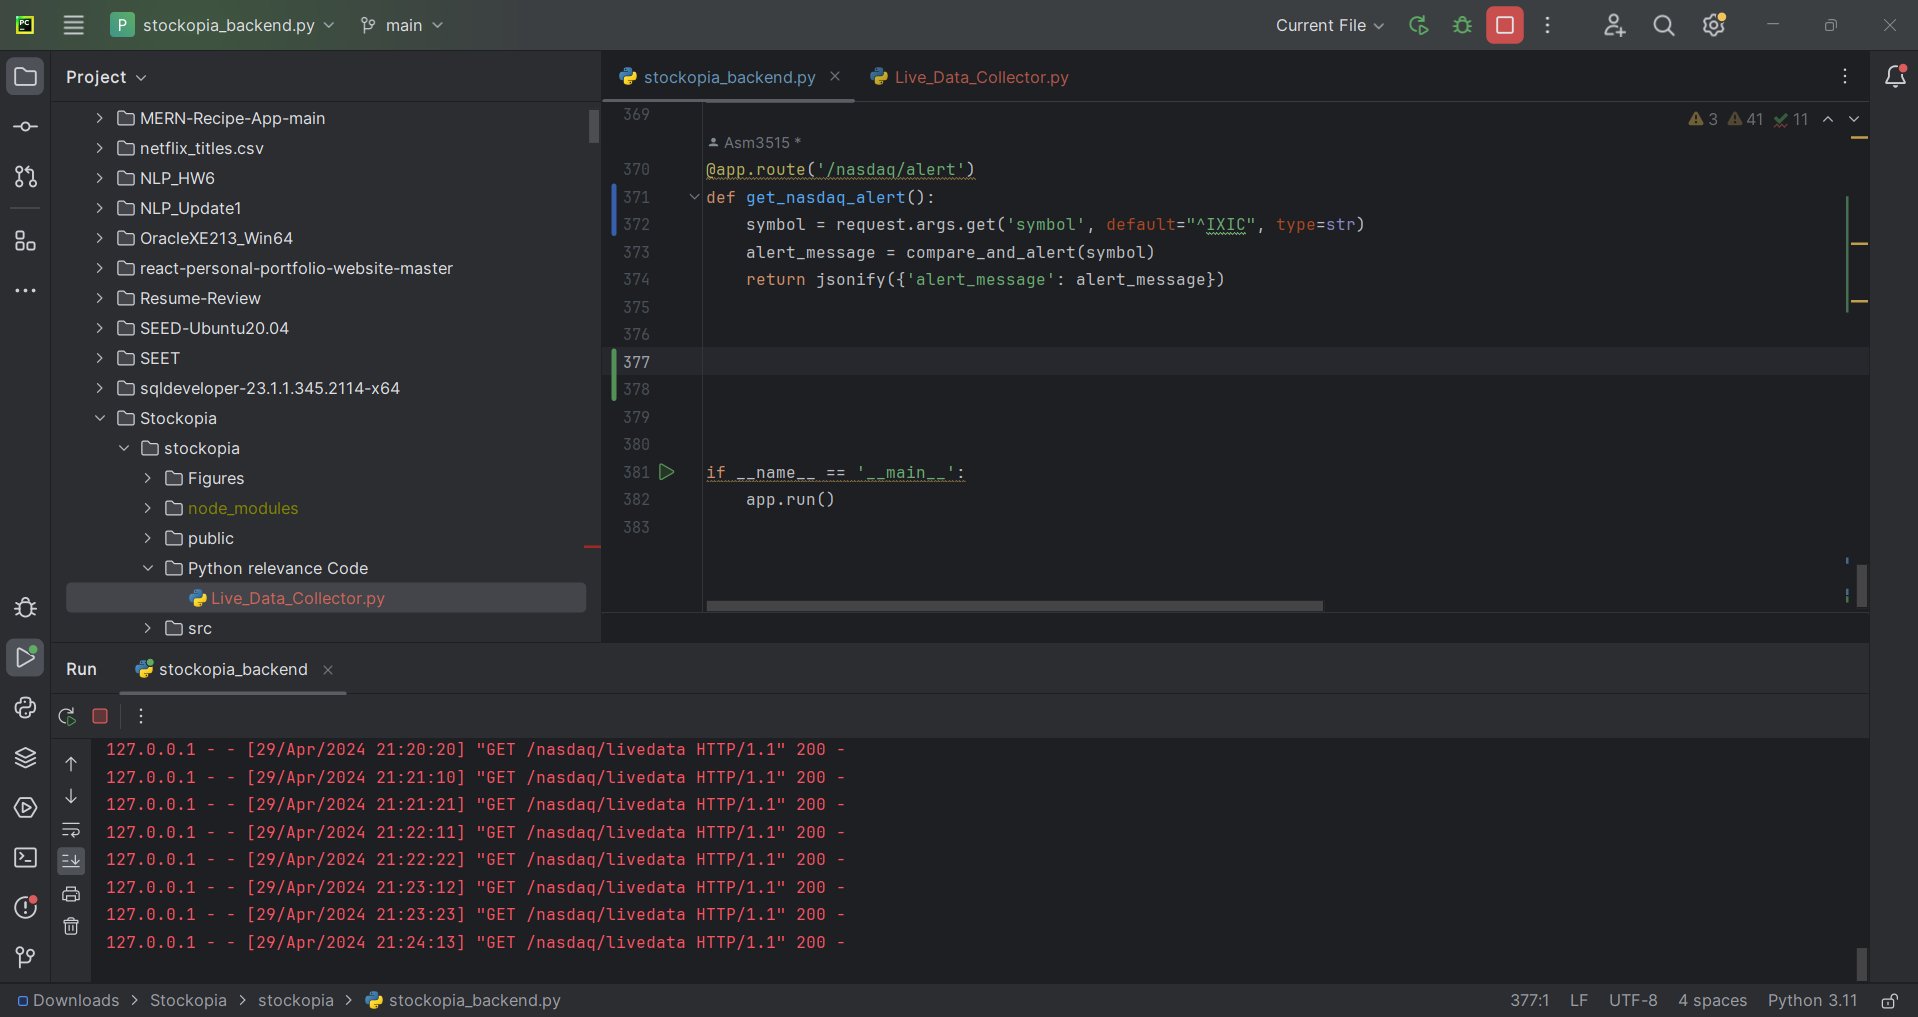 PC
P stockopia_backend.py main Current File
Project
MERN-Recipe-App-main
netflix_titles.csv
NLP_HW6
NLP_Update1
OracleXE213_Win64
react-personal-portfolio-website-master
Resume-Review
SEED-Ubuntu20.04
SEET
sqldeveloper-23.1.1.345.2114-x64
Stockopia
stockopia
Figures
node_modules
public
Python relevance Code
Live_Data_Collector.py
src
stockopia_backend.py Live_Data_Collector.py
3 41 11
369
Asm3515 *
370 @app.route('/nasdaq/alert')
371 def get_nasdaq_alert():
372 symbol = request.args.get('symbol', default="^IXIC", type=str)
373 alert_message = compare_and_alert(symbol)
374 return jsonify({'alert_message': alert_message})
375
376
377
378
379
380
381 if __name__ == '__main__':
382 app.run()
383
Run stockopia_backend
127.0.0.1 - - [29/Apr/2024 21:20:20] "GET /nasdaq/livedata HTTP/1.1" 200 -
127.0.0.1 - - [29/Apr/2024 21:21:10] "GET /nasdaq/livedata HTTP/1.1" 200 -
127.0.0.1 - - [29/Apr/2024 21:21:21] "GET /nasdaq/livedata HTTP/1.1" 200 -
127.0.0.1 - - [29/Apr/2024 21:22:11] "GET /nasdaq/livedata HTTP/1.1" 200 -
127.0.0.1 - - [29/Apr/2024 21:22:22] "GET /nasdaq/livedata HTTP/1.1" 200 -
127.0.0.1 - - [29/Apr/2024 21:23:12] "GET /nasdaq/livedata HTTP/1.1" 200 -
127.0.0.1 - - [29/Apr/2024 21:23:23] "GET /nasdaq/livedata HTTP/1.1" 200 -
127.0.0.1 - - [29/Apr/2024 21:24:13] "GET /nasdaq/livedata HTTP/1.1" 200 -
Downloads > Stockopia > stockopia > stockopia_backend.py 377:1 LF UTF-8 4 spaces Python 3.11